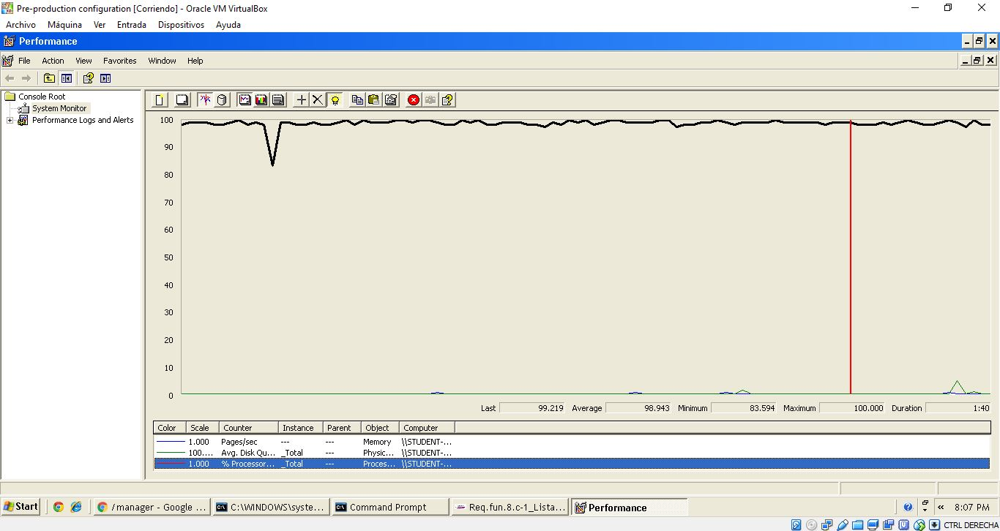 Pre-production configuration [Corriendo] - Oracle VM VirtualBox
Archivo Máquina Ver Entrada Dispositivos Ayuda
Performance
File Action View Favorites Window Help
Console Root
System Monitor
Performance Logs and Alerts
100
90
80
70
60
50
40
30
20
10
0
Last 99.219 Average 98.943 Minimum 83.594 Maximum 100.000 Duration 1:40
Color Scale Counter Instance Parent Object Computer
1.000 Pages/sec --- --- Memory \\STUDENT-...
100.... Avg. Disk Qu... _Total --- Physic... \\STUDENT-...
1.000 % Processor... _Total --- Proces... \\STUDENT-...
Start /manager - Google ... C:\WINDOWS\syste... Command Prompt Req.fun.8.c-1_Lista... Performance « 8:07 PM
CTRL DERECHA